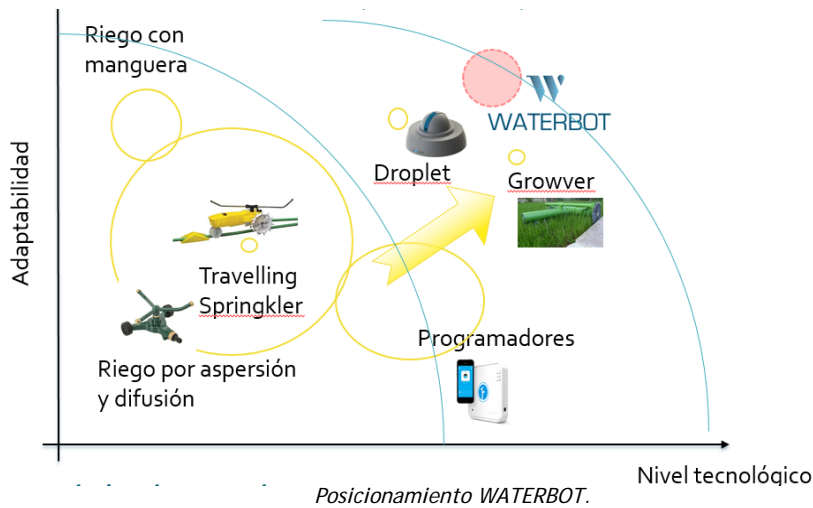 Riego con
manguera
WATERBOT
Droplet
Growver
Adaptabilidad
Travelling
Springkler
Programadores
Riego por aspersión
y difusión
Nivel tecnológico
Posicionamiento WATERBOT.